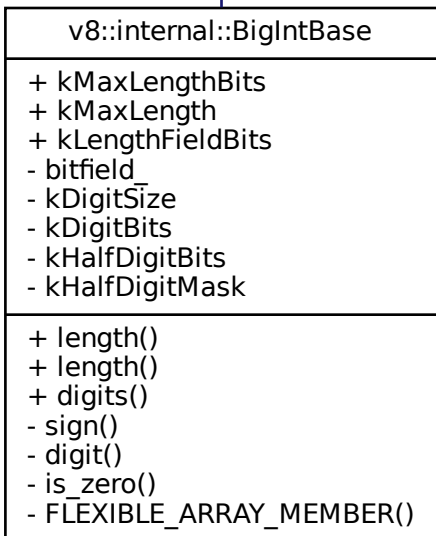 v8::internal::BigIntBase
+ kMaxLengthBits
+ kMaxLength
+ kLengthFieldBits
- bitfield_
- kDigitSize
- kDigitBits
- kHalfDigitBits
- kHalfDigitMask
+ length()
+ length()
+ digits()
- sign()
- digit()
- is_zero()
- FLEXIBLE_ARRAY_MEMBER()